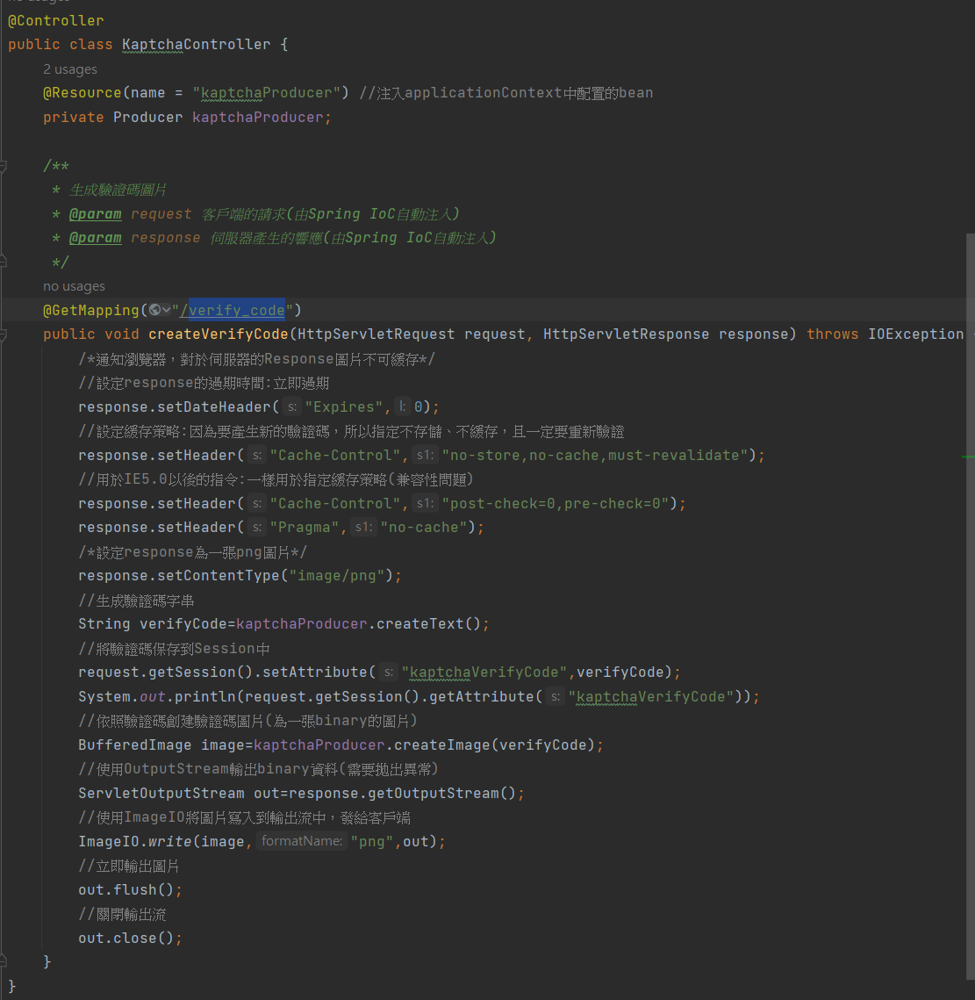 @Controller
public class KaptchaController {
2 usages
@Resource(name = "kaptchaProducer") //注入applicationContext中配置的bean
private Producer kaptchaProducer;
/**
* 生成驗證碼圖片
* @param request 客戶端的請求(由Spring IoC自動注入)
* @param response 伺服器產生的響應(由Spring IoC自動注入)
*/
no usages
@GetMapping("/verify_code")
public void createVerifyCode(HttpServletRequest request, HttpServletResponse response) throws IOException
/*通知瀏覽器，對於伺服器的Response圖片不可緩存*/
//設定response的過期時間:立即過期
response.setDateHeader( s: "Expires", l: 0);
//設定緩存策略:因為要產生新的驗證碼，所以指定不存儲、不緩存，且一定要重新驗證
response.setHeader( s: "Cache-Control", s1: "no-store,no-cache,must-revalidate");
//用於IE5.0以後的指令:一樣用於指定緩存策略(兼容性問題)
response.setHeader( s: "Cache-Control", s1: "post-check=0,pre-check=0");
response.setHeader( s: "Pragma", s1: "no-cache");
/*設定response為一張png圖片*/
response.setContentType("image/png");
//生成驗證碼字串
String verifyCode=kaptchaProducer.createText();
//將驗證碼保存到Session中
request.getSession().setAttribute( s: "kaptchaVerifyCode",verifyCode);
System.out.println(request.getSession().getAttribute( s: "kaptchaVerifyCode"));
//依照驗證碼創建驗證碼圖片(為一張binary的圖片)
BufferedImage image=kaptchaProducer.createImage(verifyCode);
//使用OutputStream輸出binary資料(需要拋出異常)
ServletOutputStream out=response.getOutputStream();
//使用ImageIO將圖片寫入到輸出流中，發給客戶端
ImageIO.write(image, formatName: "png",out);
//立即輸出圖片
out.flush();
//關閉輸出流
out.close();
}
}